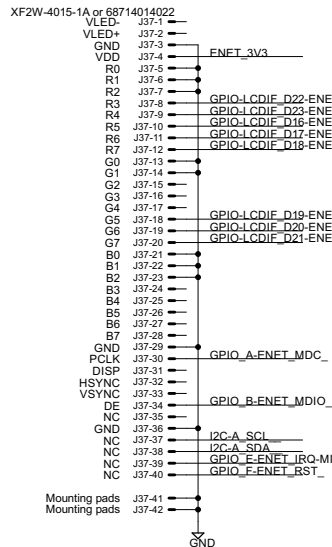 XF2W-4015-1A or 68714014022
VLED- J37-1
VLED+ J37-2
GND J37-3
VDD J37-4 ENET_3V3
R0 J37-5
R1 J37-6
R2 J37-7
R3 J37-8 GPIO-LCDIF_D22-ENE
R4 J37-9 GPIO-LCDIF_D23-ENE
R5 J37-10 GPIO-LCDIF_D16-ENE
R6 J37-11 GPIO-LCDIF_D17-ENE
R7 J37-12 GPIO-LCDIF_D18-ENE
G0 J37-13
G1 J37-14
G2 J37-15
G3 J37-16
G4 J37-17
G5 J37-18 GPIO-LCDIF_D19-ENE
G6 J37-19 GPIO-LCDIF_D20-ENE
G7 J37-20 GPIO-LCDIF_D21-ENE
B0 J37-21
B1 J37-22
B2 J37-23
B3 J37-24
B4 J37-25
B5 J37-26
B6 J37-27
B7 J37-28
GND J37-29
PCLK J37-30 GPIO_A-ENET_MDC_
DISP J37-31
HSYNC J37-32
VSYNC J37-33
DE J37-34 GPIO_B-ENET_MDIO_
NC J37-35
GND J37-36
NC J37-37 I2C-A_SCL_
NC J37-38 I2C-A_SDA_
NC J37-39 GPIO_E-ENET_IRQ-MI
NC J37-40 GPIO_F-ENET_RST_
Mounting pads J37-41
Mounting pads J37-42
GND